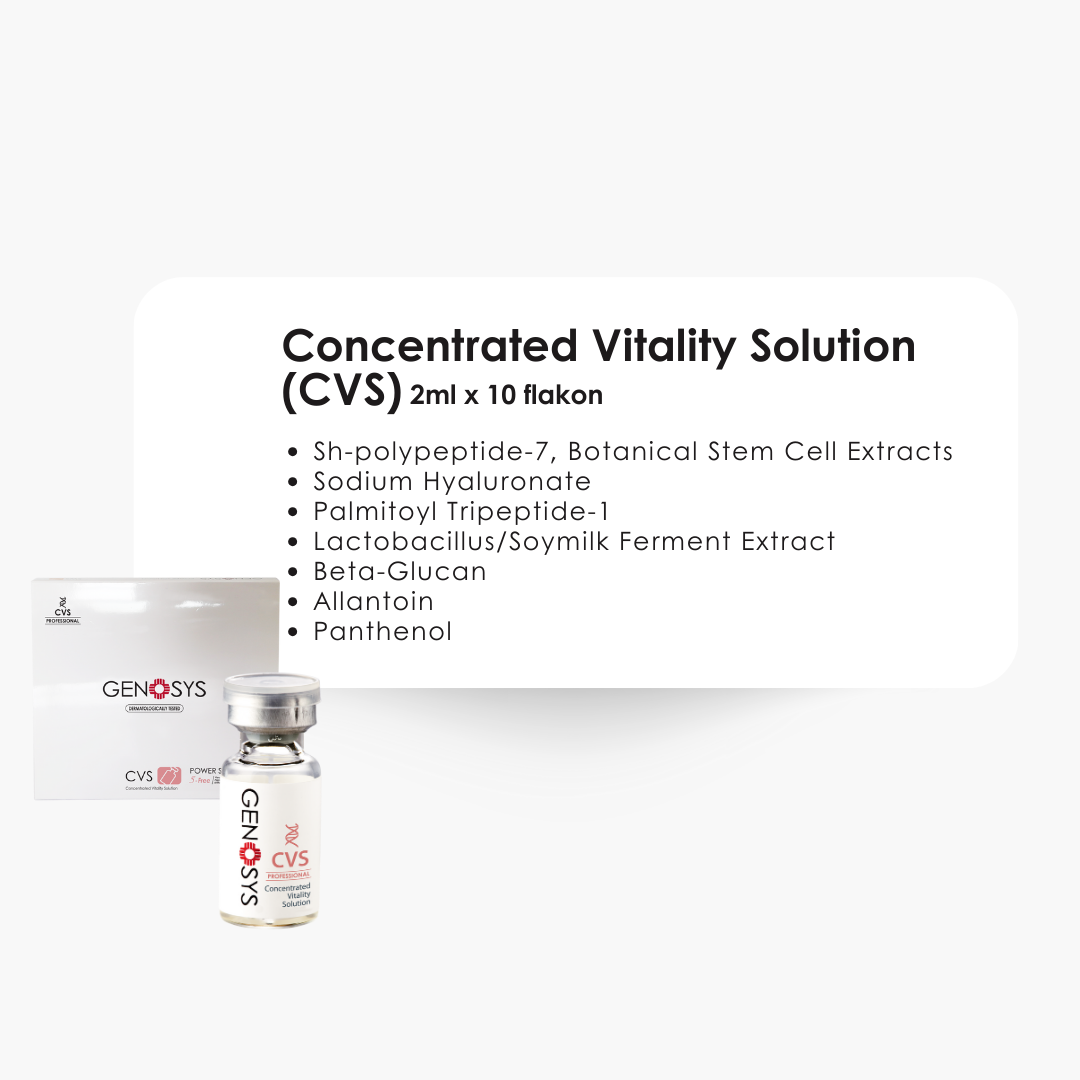 Concentrated Vitality Solution
(CVS) 2ml x 10 flakon
• Sh-polypeptide-7, Botanical Stem Cell Extracts
• Sodium Hyaluronate
• Palmitoyl Tripeptide-1
• Lactobacillus/Soymilk Ferment Extract
• Beta-Glucan
• Allantoin
• Panthenol
CVS
PROFESSIONAL
GENOSYS
DERMATOLOGICALLY TESTED
CVS
Concentrated Vitality Solution
POWER S
5-free
GENOSYS
CVS
PROFESSIONAL
Concentrated
Vitality
Solution